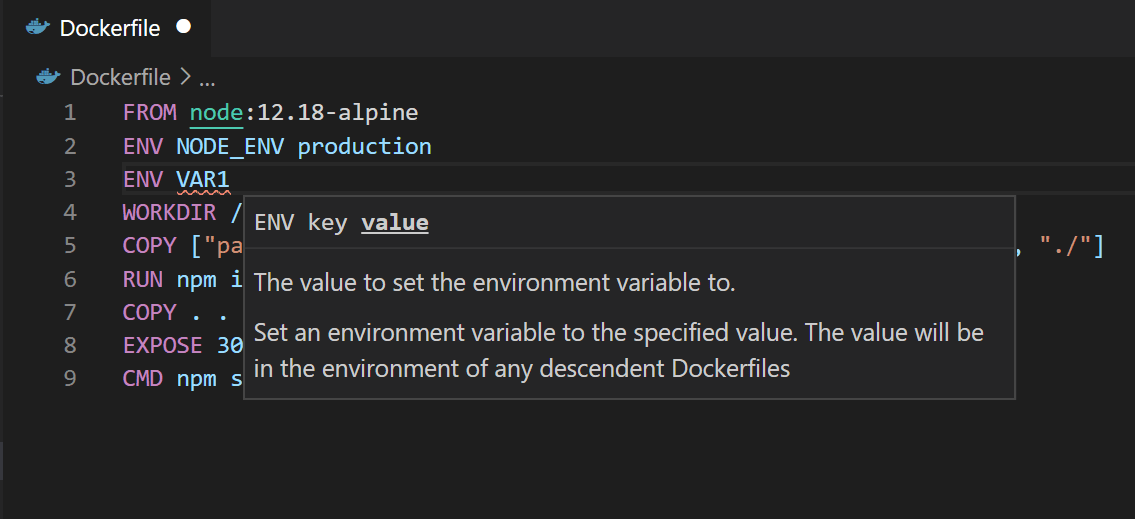 Dockerfile
Dockerfile > ...
1 FROM node:12.18-alpine
2 ENV NODE_ENV production
3 ENV VAR1
4 WORKDIR /
5 COPY ["pa , "./"]
6 RUN npm i
7 COPY . .
8 EXPOSE 30
9 CMD npm s
ENV key value
The value to set the environment variable to.
Set an environment variable to the specified value. The value will be
in the environment of any descendent Dockerfiles